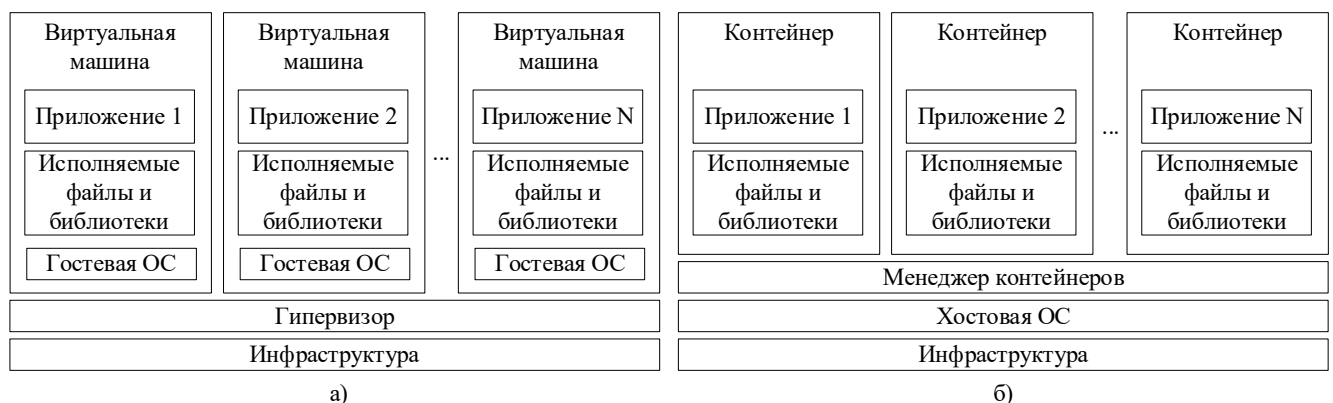 Виртуальная
машина
Приложение 1
Исполняемые
файлы и
библиотеки
Гостевая ОС
Виртуальная
машина
Приложение 2
Исполняемые
файлы и
библиотеки
Гостевая ОС
...
Виртуальная
машина
Приложение N
Исполняемые
файлы и
библиотеки
Гостевая ОС
Гипервизор
Инфраструктура
а)
Контейнер
Приложение 1
Исполняемые
файлы и
библиотеки
Контейнер
Приложение 2
Исполняемые
файлы и
библиотеки
...
Контейнер
Приложение N
Исполняемые
файлы и
библиотеки
Менеджер контейнеров
Хостовая ОС
Инфраструктура
б)